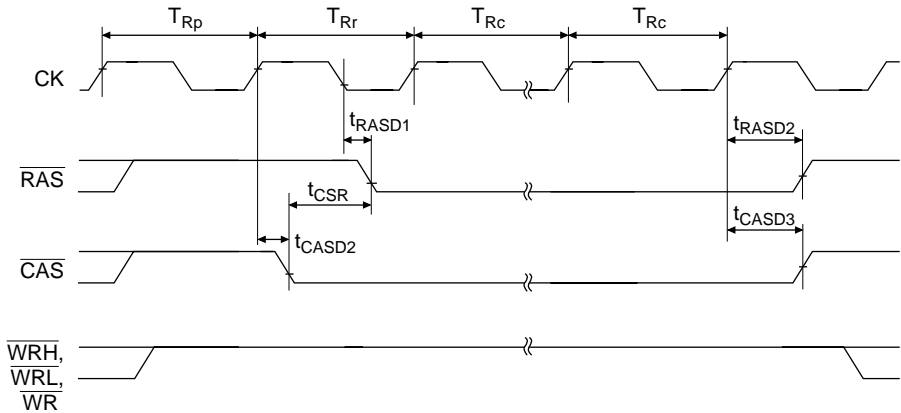 TRp TRr TRc TRc
CK
tRASD1 tRASD2
RAS
tCSR
tCASD2 tCASD3
CAS
WRH,
WRL,
WR